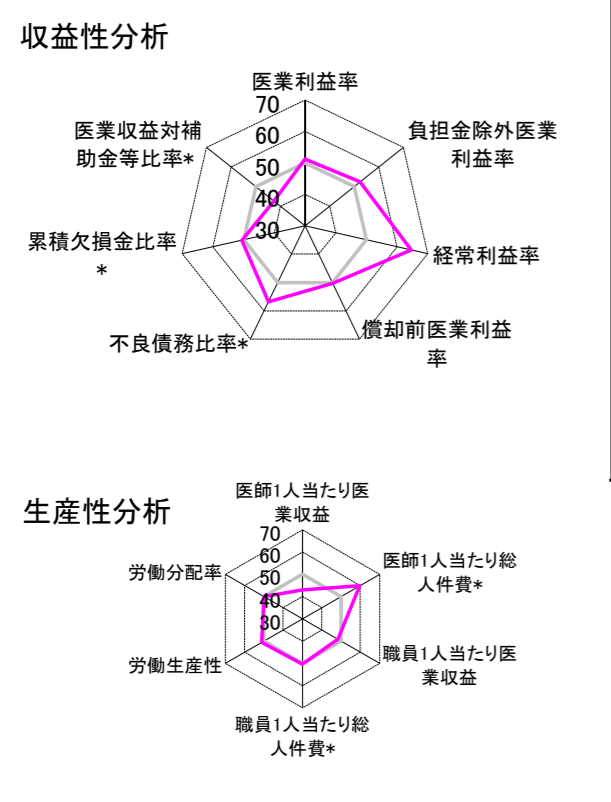 収益性分析
医業利益率
70
60
50
40
30
負担金除外医業
利益率
経常利益率
償却前医業利益
率
不良債務比率*
累積欠損金比率
*
医業収益対補
助金等比率*
生産性分析
医師1人当たり医
業収益
70
60
50
40
30
医師1人当たり総
人件費*
職員1人当たり医
業収益
職員1人当たり総
人件費*
労働生産性
労働分配率